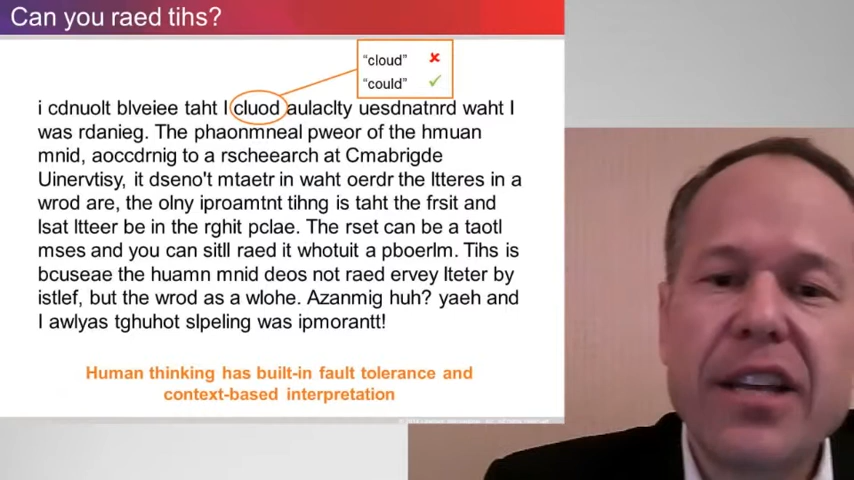 Can you raed tihs?
“cloud” ✘
“could” ✓
i cdnuolt blveiee taht I cluod aulaclty uesdnatnrd waht I
was rdanieg. The phaonmneal pweor of the hmuan
mnid, aoccdrnig to a rscheearch at Cmabrigde
Uinervtisy, it dseno't mtaetr in waht oerdr the ltteres in a
wrod are, the olny iproamtnt tihng is taht the frsit and
lsat ltteer be in the rghit pclae. The rset can be a taotl
mses and you can sitll raed it whotuit a pboerlm. Tihs is
bcuseae the huamn mnid deos not raed ervey lteter by
istlef, but the wrod as a wlohe. Azanmig huh? yaeh and
I awlyas tghuhot slpeling was ipmorantt!
Human thinking has built-in fault tolerance and
context-based interpretation